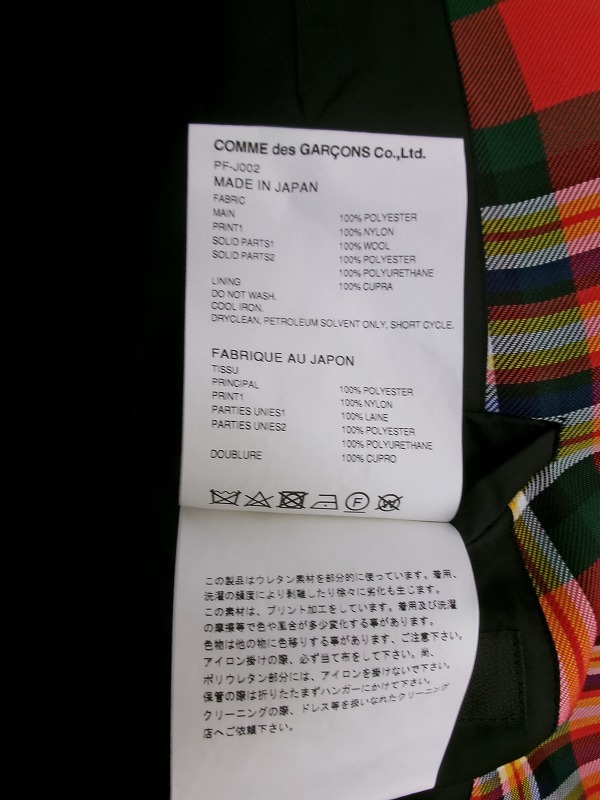 COMME des GARÇONS Co.,Ltd.
PF-J002
MADE IN JAPAN
FABRIC
MAIN 100% POLYESTER
PRINT1 100% NYLON
SOLID PARTS1 100% WOOL
SOLID PARTS2 100% POLYESTER
100% POLYURETHANE
LINING 100% CUPRA
DO NOT WASH.
COOL IRON.
DRYCLEAN, PETROLEUM SOLVENT ONLY, SHORT CYCLE.
FABRIQUE AU JAPON
TISSU
PRINCIPAL 100% POLYESTER
PRINT1 100% NYLON
PARTIES UNIES1 100% LAINE
PARTIES UNIES2 100% POLYESTER
100% POLYURETHANE
DOUBLURE 100% CUPRO
F
W
この製品はウレタン素材を部分的に使っています。着用、
洗濯の頻度により剥離したり徐々に劣化も生じます。
この素材は、プリント加工をしています。着用及び洗濯
の摩擦等で色や風合が多少変化する事があります。
色物は他の物に色移りする事があります、ご注意下さい。
アイロン掛けの際、必ず当て布をして下さい。尚、
ポリウレタン部分には、アイロンを掛けないで下さい。
保管の際は折りたたまずハンガーにかけて下さい。
クリーニングの際、ドレス等を扱いなれたクリーニング
店へご依頼下さい。